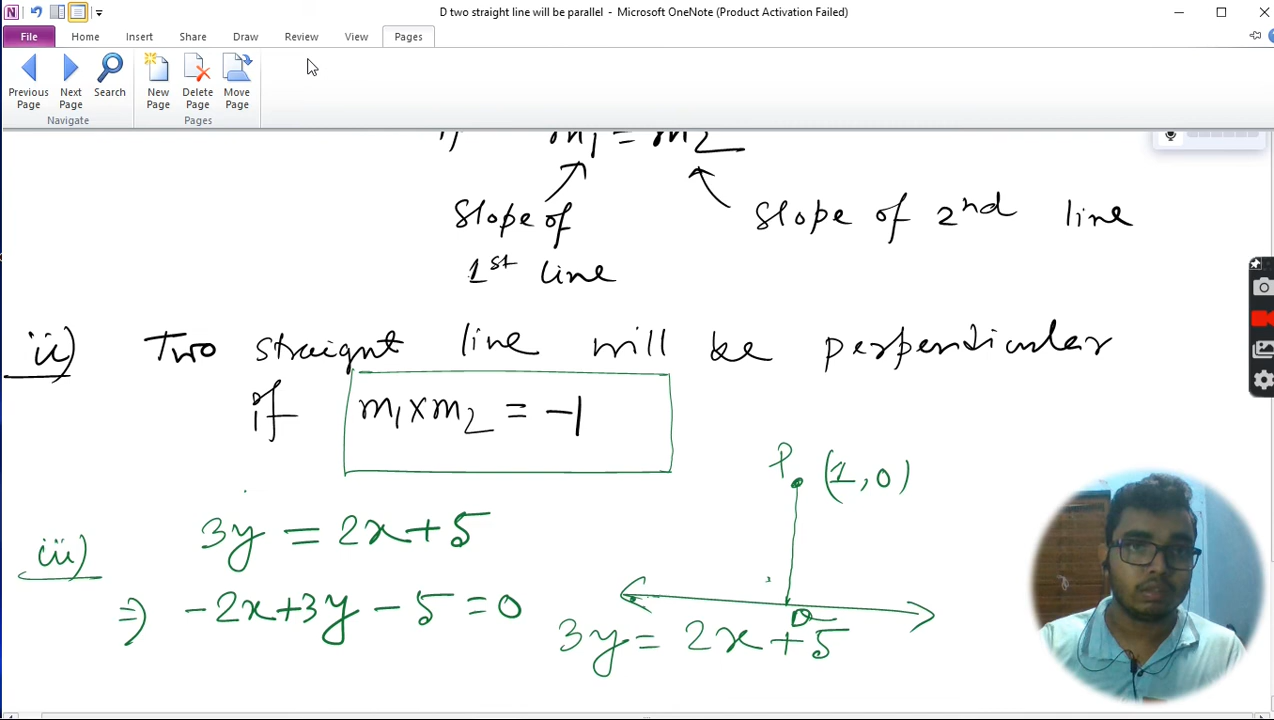 D two straight line will be parallel - Microsoft OneNote (Product Activation Failed)
File Home Insert Share Draw Review View Pages
Previous Page Next Page Search New Page Delete Page Move Page
Navigate Pages
m1 = m2
Slope of 1st line
Slope of 2nd line
ii) Two straight line will be perpendicular
if m1 x m2 = -1
P (1, 0)
iii) 3y = 2x + 5
⇒ -2x + 3y - 5 = 0
3y = 2x + 5